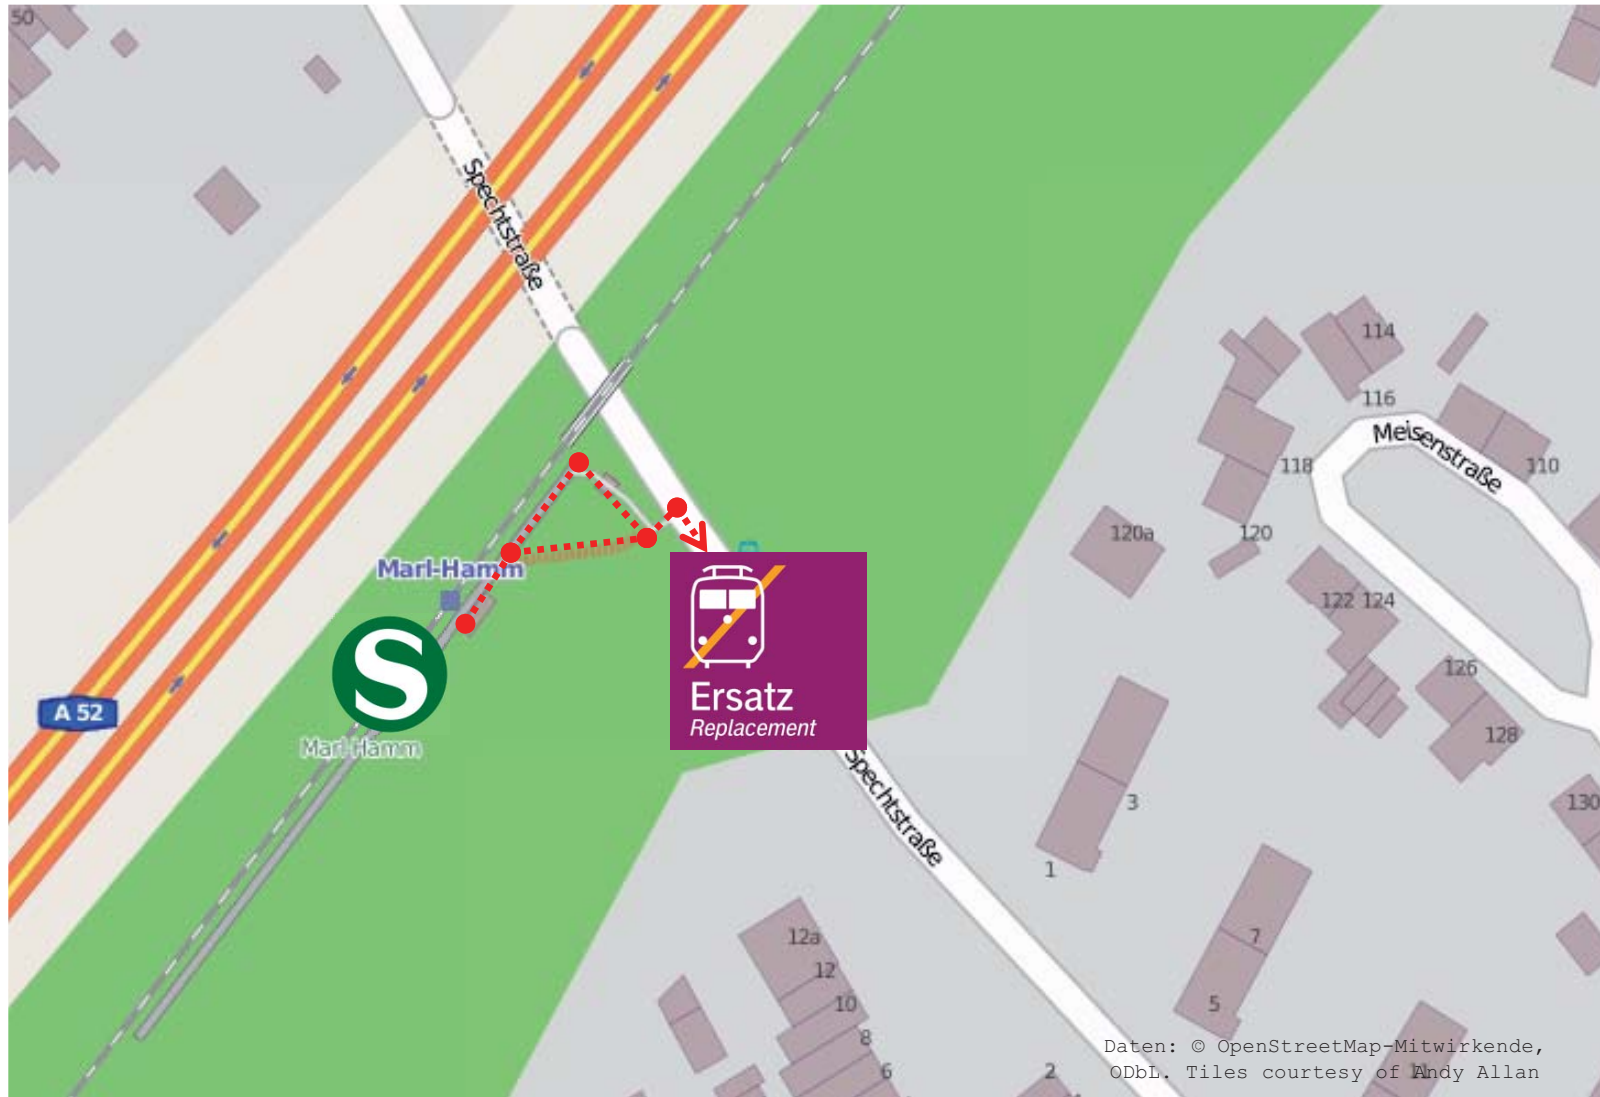 50
Spechtstraße
114
116
Meisenstraße
118
110
120a
120
Marl-Hamm
122
124
S
126
Ersatz
A 52
Replacement
128
Marl-Hamm
Spechtstraße
130
3
1
12a
7
12
10
5
8
Daten: © OpenStreetMap-Mitwirkende,
6
2
ODbL. Tiles courtesy of Andy Allan
11